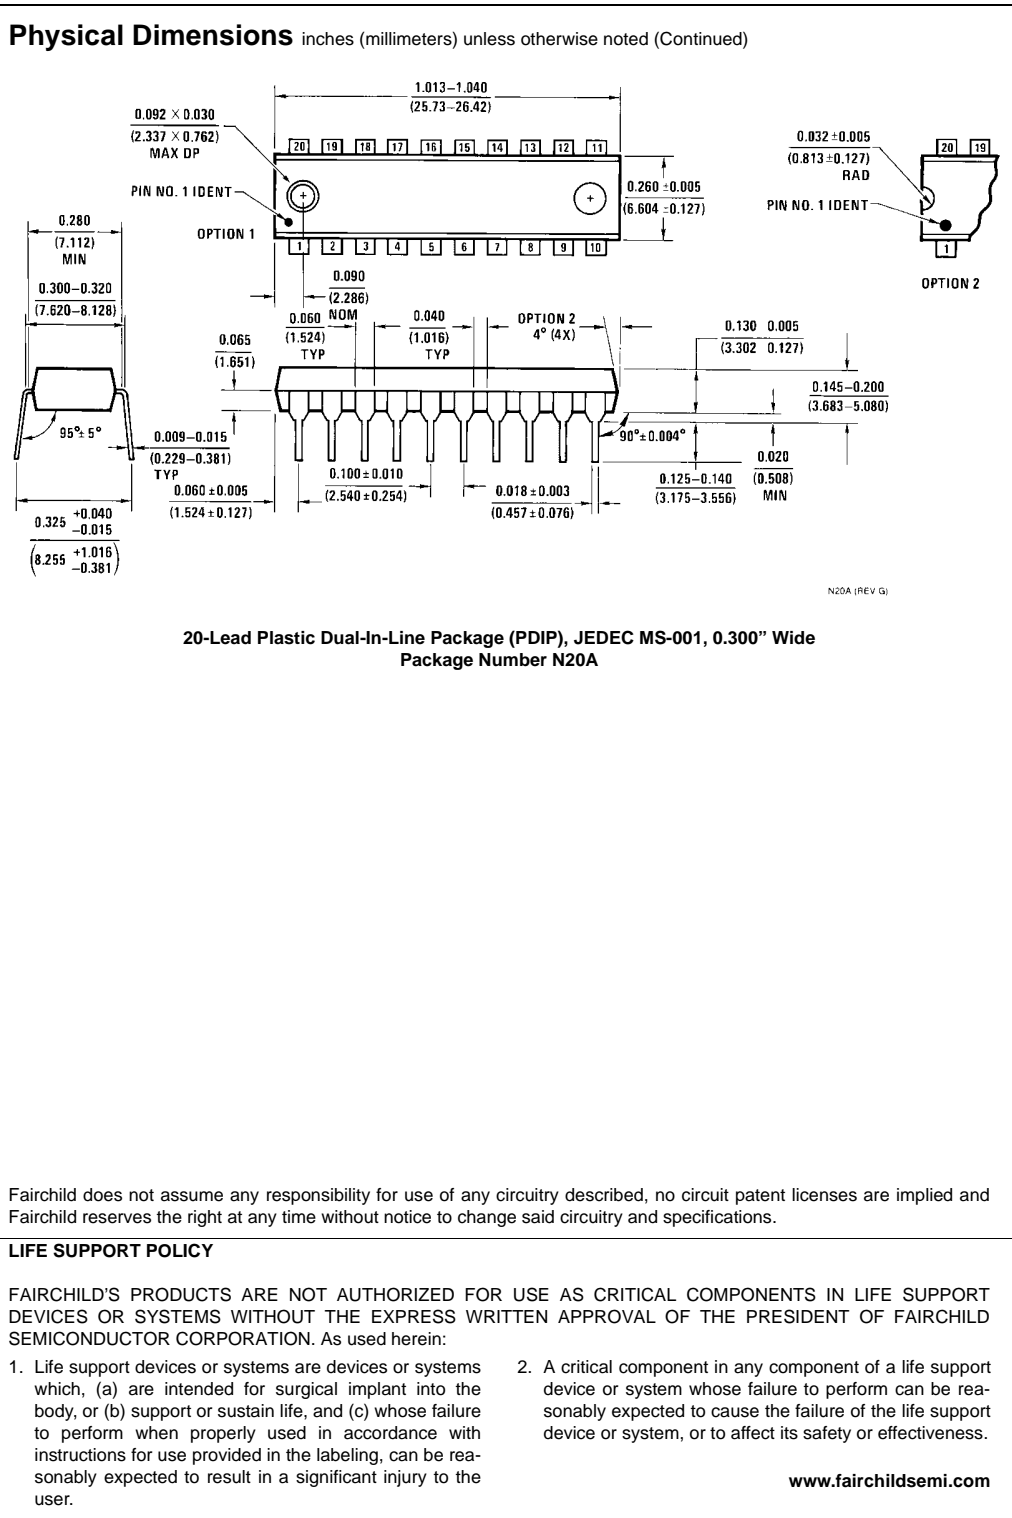 Physical Dimensions inches (millimeters) unless otherwise noted (Continued)
1.013–1.040
(25.73–26.42)
0.092 × 0.030
(2.337 × 0.762)
MAX DP
PIN NO. 1 IDENT
OPTION 1
20 19 18 17 16 15 14 13 12 11
1 2 3 4 5 6 7 8 9 10
0.260 ±0.005
(6.604 ±0.127)
0.032 ±0.005
(0.813 ±0.127)
RAD
PIN NO. 1 IDENT
20 19
1
OPTION 2
0.280
(7.112)
MIN
0.300–0.320
(7.620–8.128)
0.090
(2.286)
NOM
0.060
(1.524)
TYP
0.040
(1.016)
TYP
OPTION 2
4° (4X)
0.065
(1.651)
0.130 0.005
(3.302 0.127)
0.145–0.200
(3.683–5.080)
95°± 5°
0.009–0.015
(0.229–0.381)
TYP
90°±0.004°
0.020
(0.508)
MIN
0.125–0.140
(3.175–3.556)
0.100±0.010
(2.540±0.254)
0.018±0.003
(0.457±0.076)
0.060±0.005
(1.524±0.127)
0.325 +0.040
–0.015
(8.255 +1.016
–0.381)
N20A (REV G)
20-Lead Plastic Dual-In-Line Package (PDIP), JEDEC MS-001, 0.300” Wide
Package Number N20A
Fairchild does not assume any responsibility for use of any circuitry described, no circuit patent licenses are implied and
Fairchild reserves the right at any time without notice to change said circuitry and specifications.
LIFE SUPPORT POLICY
FAIRCHILD’S PRODUCTS ARE NOT AUTHORIZED FOR USE AS CRITICAL COMPONENTS IN LIFE SUPPORT
DEVICES OR SYSTEMS WITHOUT THE EXPRESS WRITTEN APPROVAL OF THE PRESIDENT OF FAIRCHILD
SEMICONDUCTOR CORPORATION. As used herein:
1. Life support devices or systems are devices or systems
which, (a) are intended for surgical implant into the
body, or (b) support or sustain life, and (c) whose failure
to perform when properly used in accordance with
instructions for use provided in the labeling, can be rea-
sonably expected to result in a significant injury to the
user.
2. A critical component in any component of a life support
device or system whose failure to perform can be rea-
sonably expected to cause the failure of the life support
device or system, or to affect its safety or effectiveness.
www.fairchildsemi.com